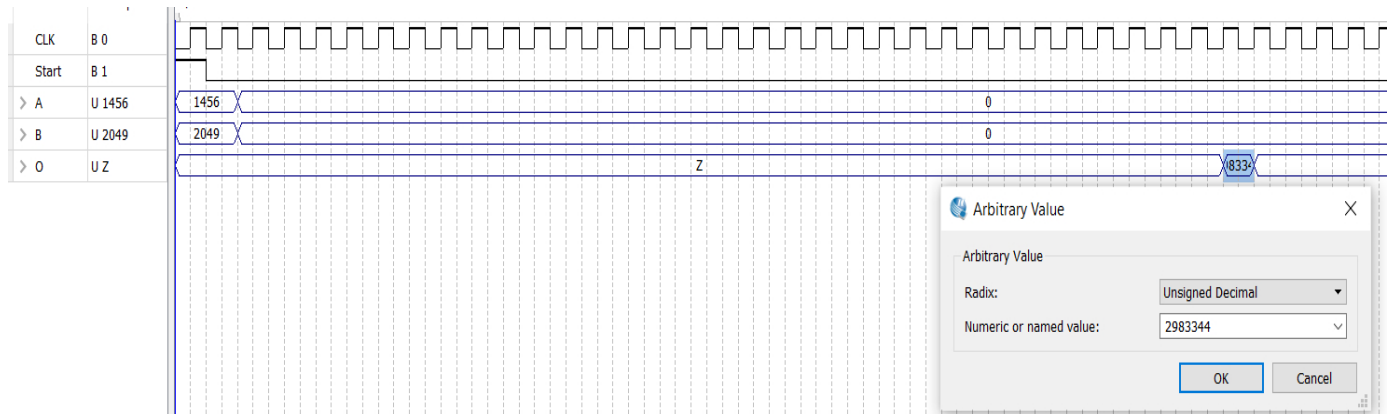 CLK B 0
Start B 1
> A U 1456 1456 0
> B U 2049 2049 0
> O U Z Z 8334
Arbitrary Value
Arbitrary Value
Radix: Unsigned Decimal
Numeric or named value: 2983344
OK Cancel